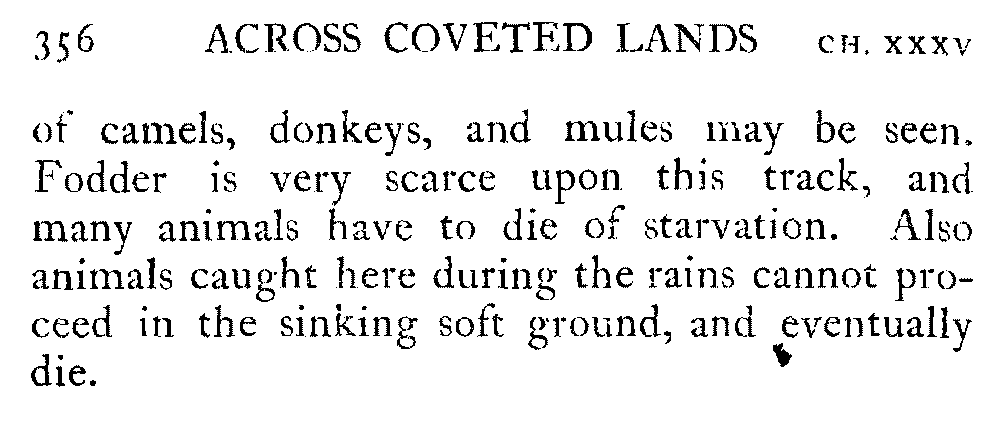 356 ACROSS COVETED LANDS CH. XXXV
of camels, donkeys, and mules may be seen.
Fodder is very scarce upon this track, and
many animals have to die of starvation. Also
animals caught here during the rains cannot pro-
ceed in the sinking soft ground, and eventually
die.